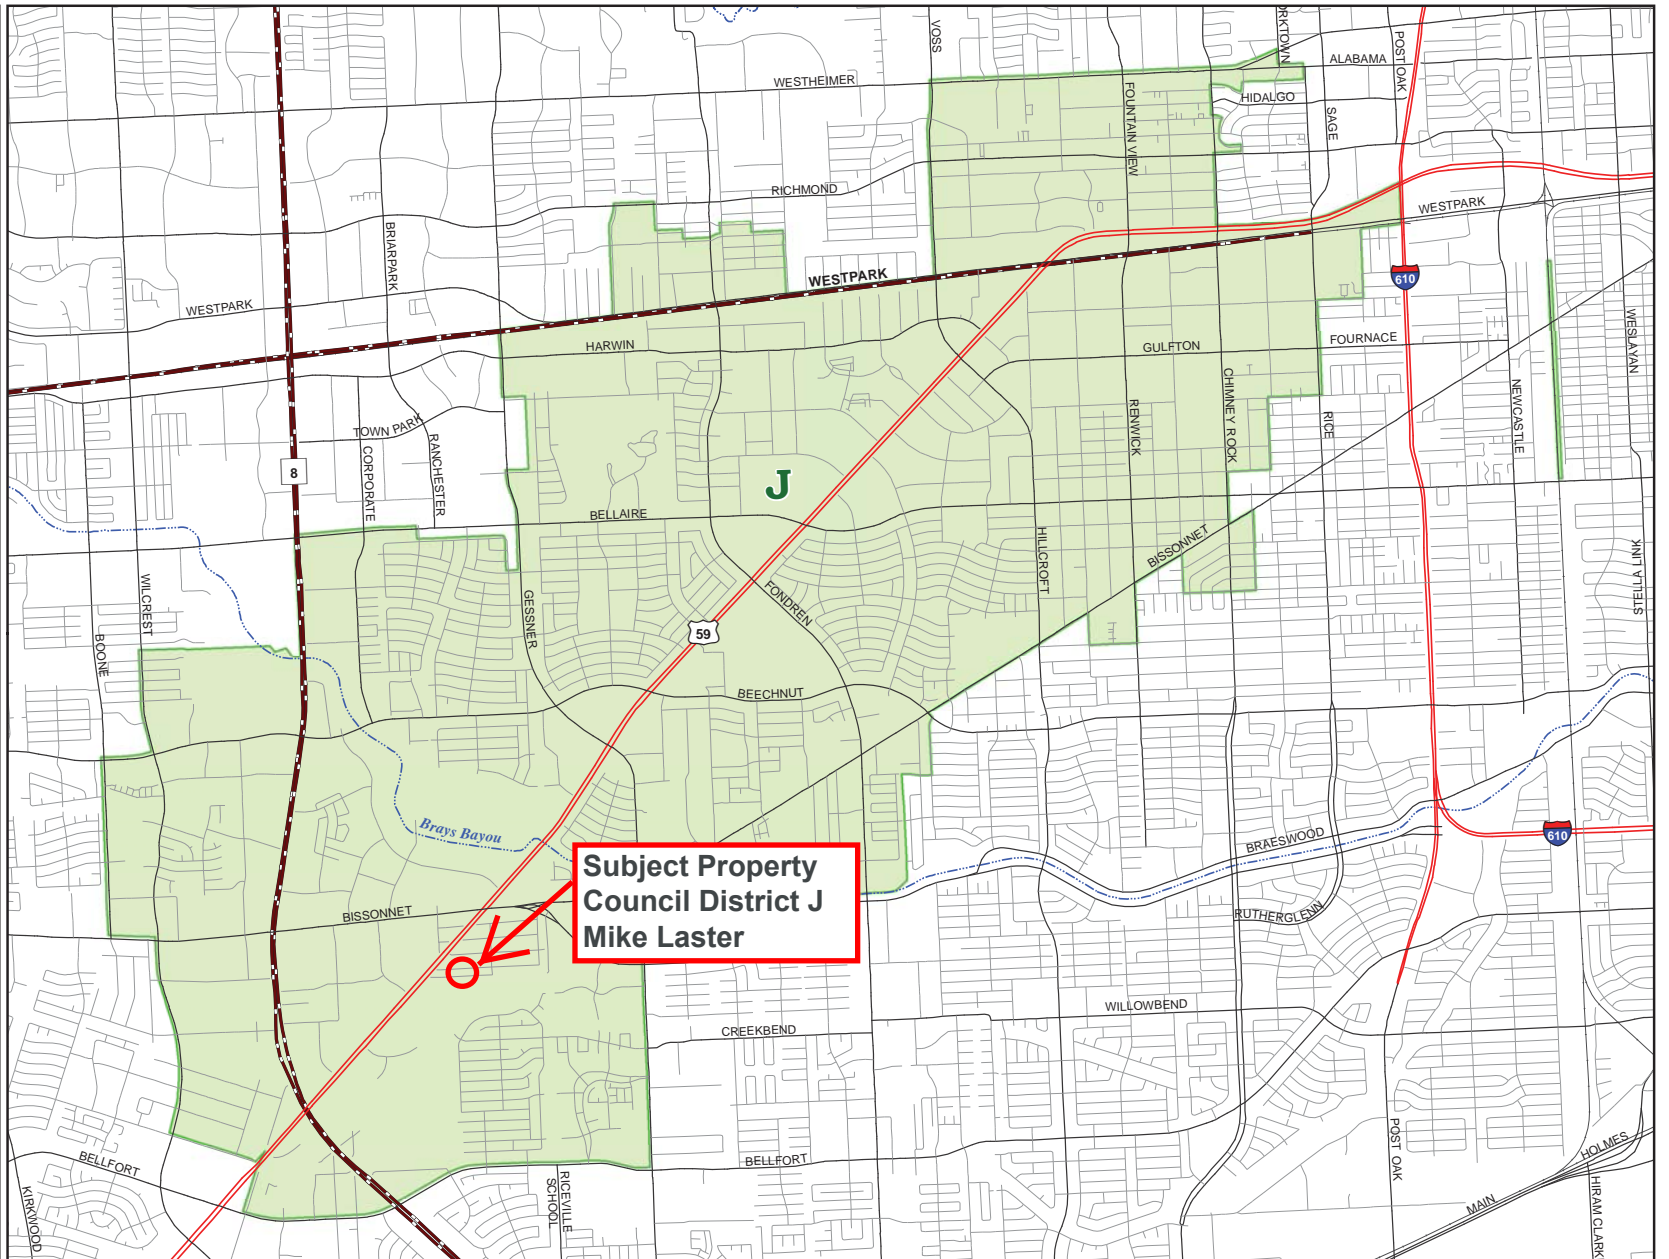 VOSS
ORKTOWN
POST OAK
ALABAMA
WESTHEIMER
FOUNTAIN VIEW
HIDALGO
SAGE
RICHMOND
WESTPARK
BRIARPARK
WESTPARK
WESTPARK
610
WESLAYAN
HARWIN
GULFTON
FOURNACE
CHIMNEY ROCK
NEWCASTLE
RENWICK
RICE
TOWN PARK
RANCHESTER
CORPORATE
8
J
BELLAIRE
HILLCROFT
BISSONNET
STELLA LINK
WILCREST
BOONE
GESSNER
FONDREN
59
BEECHNUT
Brays Bayou
BRAESWOOD
610
Subject Property
Council District J
Mike Laster
BISSONNET
RUTHERGLENN
WILLOWBEND
CREEKBEND
POST OAK
BELLFORT
BELLFORT
KIRKWOOD
RICEVILLE
SCHOOL
HOLMES
MAIN
HIRAM CLARK